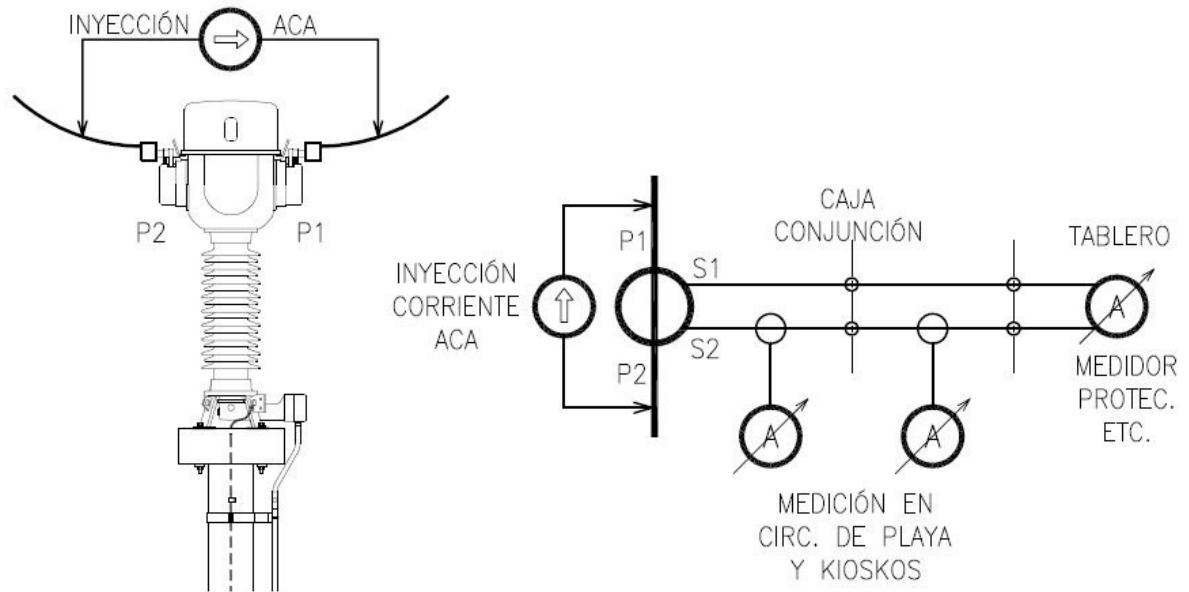 INYECCIÓN
ACA
P2
P1
INYECCIÓN
CORRIENTE
ACA
P1
P2
S1
S2
CAJA
CONJUNCIÓN
TABLERO
A
MEDIDOR
PROTEC.
ETC.
A
A
MEDICIÓN EN
CIRC. DE PLAYA
Y KIOSKOS